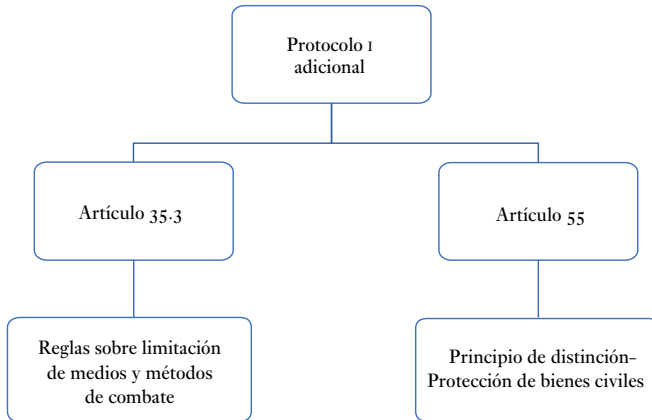 Protocolo I
adicional
Artículo 35.3
Artículo 55
Reglas sobre limitación
de medios y métodos
de combate
Principio de distinción-
Protección de bienes civiles